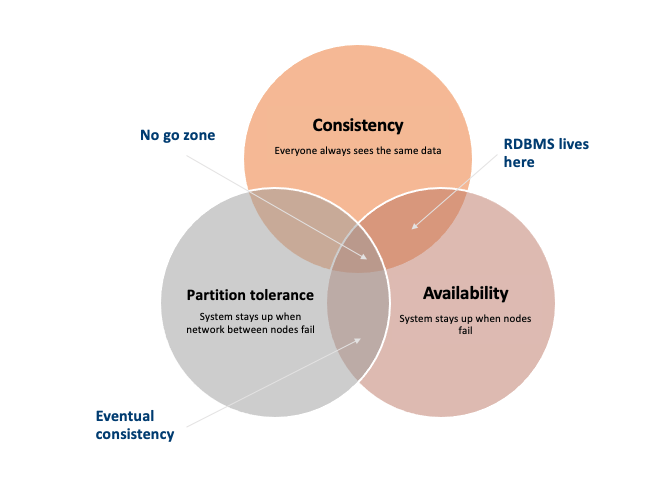 Consistency
Everyone always sees the same data
No go zone
RDBMS lives
here
Partition tolerance
System stays up when
network between nodes fail
Availability
System stays up when nodes
fail
Eventual
consistency